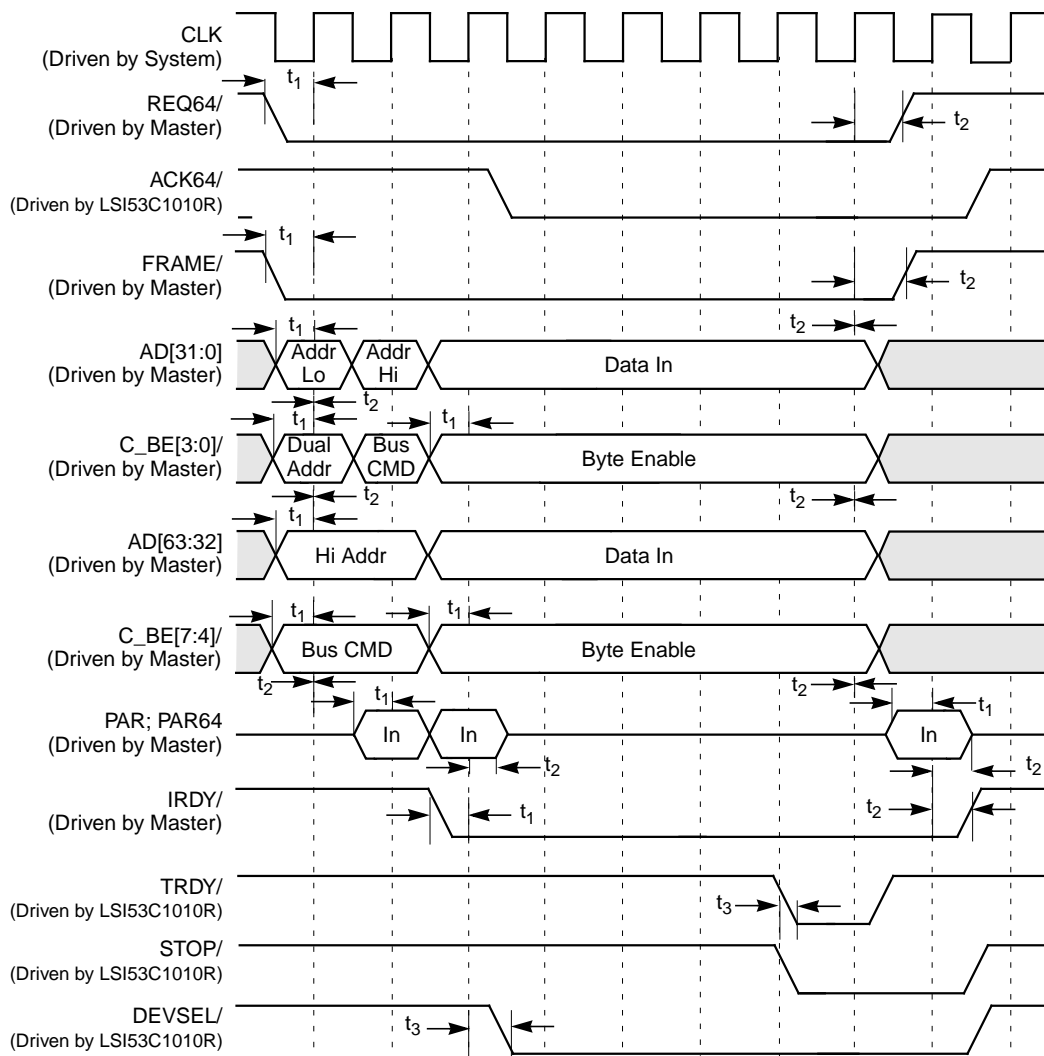 CLK
(Driven by System)
t1
REQ64/
(Driven by Master)
t2
ACK64/
(Driven by LSI53C1010R)
t1
FRAME/
(Driven by Master)
t2
t1
t2
AD[31:0]
(Driven by Master)
Addr
Lo
Addr
Hi
Data In
t2
t1
t1
C_BE[3:0]/
(Driven by Master)
Dual
Addr
Bus
CMD
Byte Enable
t2
t2
t1
AD[63:32]
(Driven by Master)
Hi Addr
Data In
t1
t1
C_BE[7:4]/
(Driven by Master)
Bus CMD
Byte Enable
t2
t2
t1
t1
PAR; PAR64
(Driven by Master)
In
In
In
t2
t2
IRDY/
(Driven by Master)
t1
t2
TRDY/
(Driven by LSI53C1010R)
t3
STOP/
(Driven by LSI53C1010R)
DEVSEL/
(Driven by LSI53C1010R)
t3